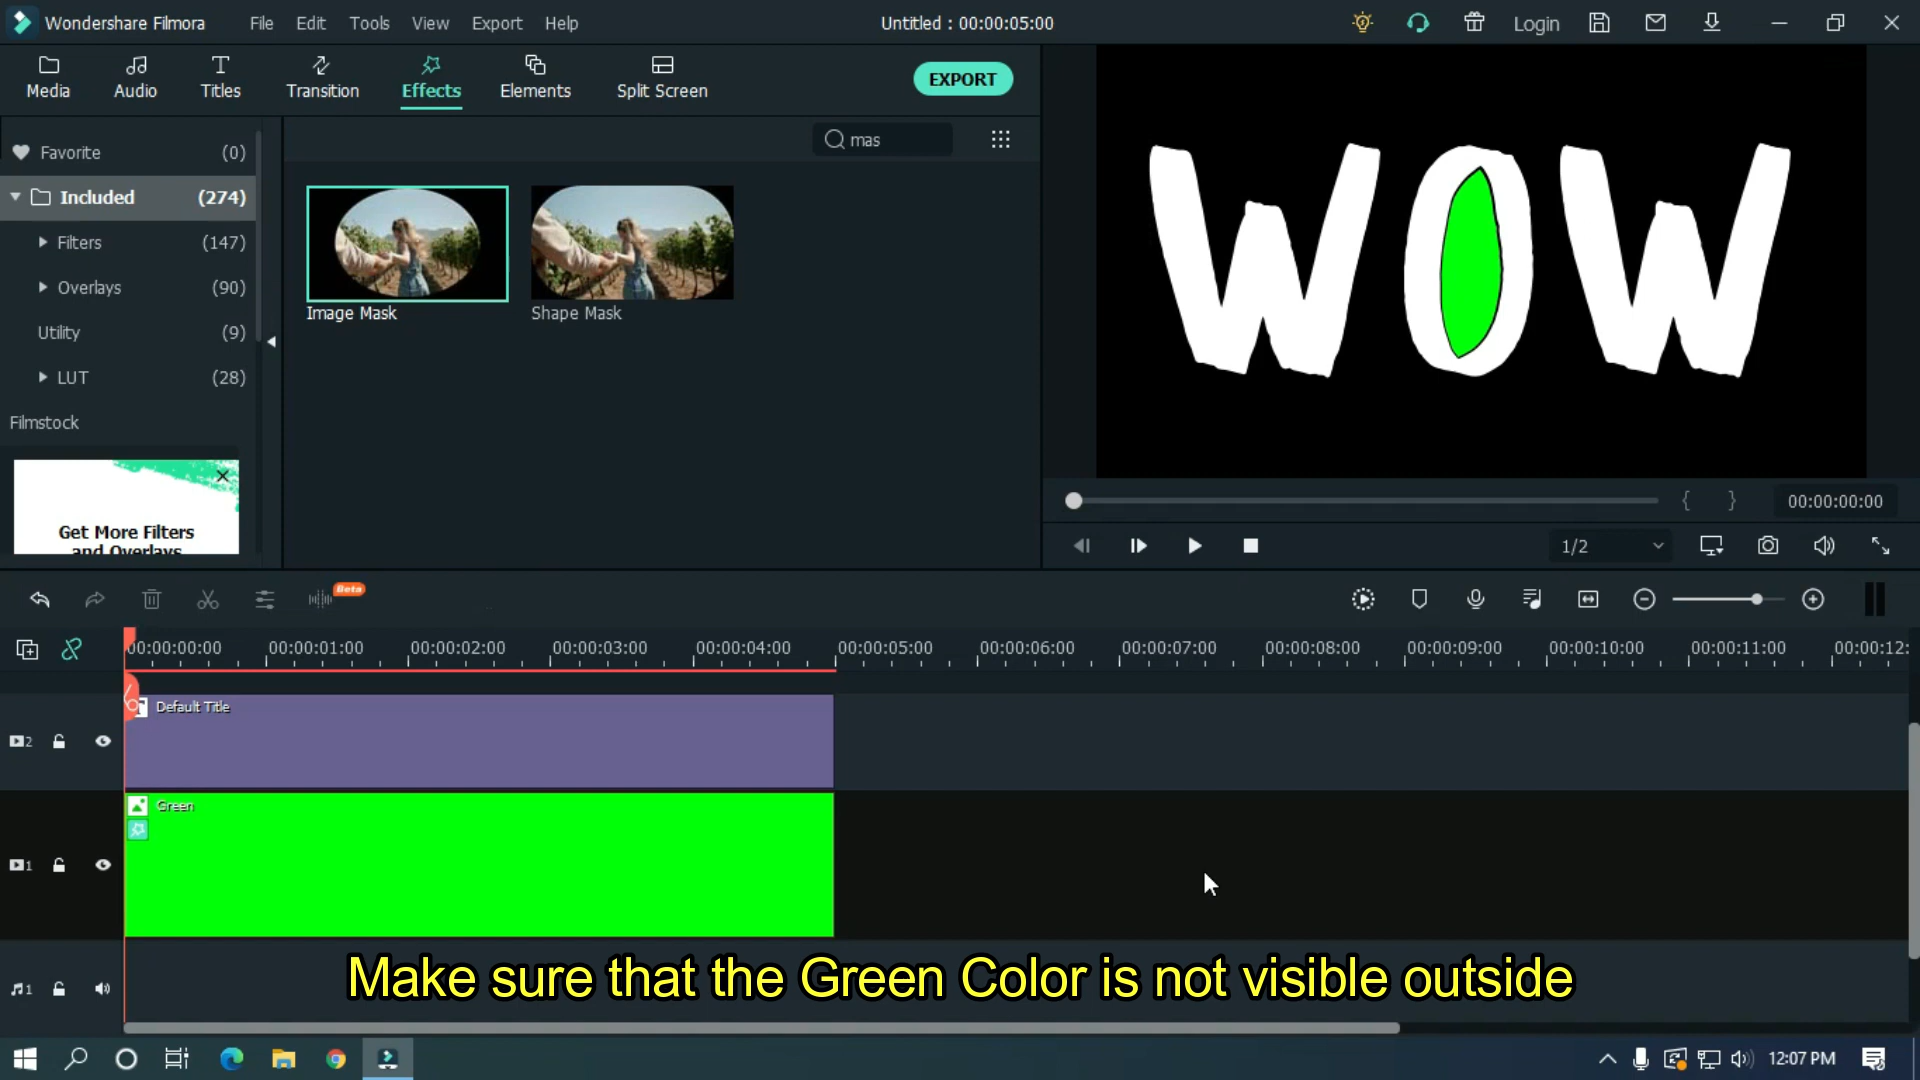 Wondershare Filmora File Edit Tools View Export Help Untitled : 00:00:05:00 Login
Media Audio Titles Transition Effects Elements Split Screen EXPORT
mas
Favorite (0)
Included (274)
Filters (147)
Overlays (90)
Utility (9)
LUT (28)
Filmstock
Get More Filters
and Overlays
Image Mask Shape Mask
WOW
{ } 00:00:00:00
1/2
Beta
00:00:00:00 00:00:01:00 00:00:02:00 00:00:03:00 00:00:04:00 00:00:05:00 00:00:06:00 00:00:07:00 00:00:08:00 00:00:09:00 00:00:10:00 00:00:11:00 00:00:12:
Default Title
2
Green
1
1
Make sure that the Green Color is not visible outside
12:07 PM